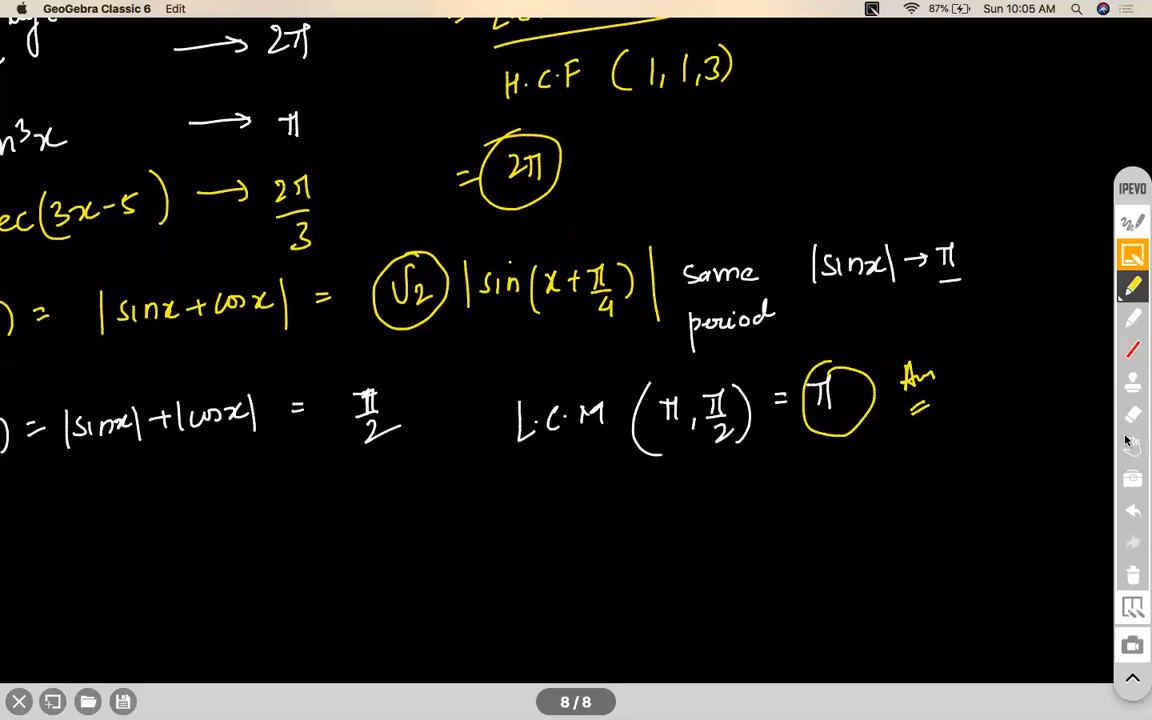 GeoGebra Classic 6 Edit 87% Sun 10:05 AM
→ 2π
H.C.F (1, 1, 3)
n³x → π
= 2π
ec(3x-5) → 2π/3
) = |sinx + cosx| = √2 |sin(x + π/4)| same period |sinx| → π
) = |sinx| + |cosx| = π/2 L.C.M (π, π/2) = π Ans
IPEVO
8 / 8